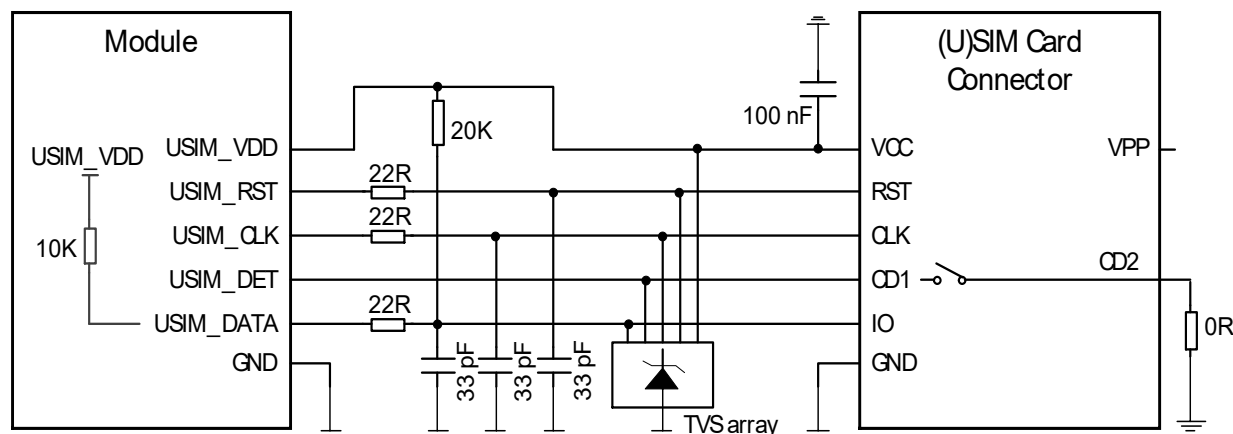 Module
(U)SIM Card
Connector
100 nF
20K
USIM_VDD
VCC
VPP
USIM_VDD
22R
USIM_RST
RST
22R
USIM_CLK
CLK
10K
USIM_DET
CD1
CD2
22R
USIM_DATA
IO
0R
GND
33 pF
33 pF
33 pF
GND
TVS array